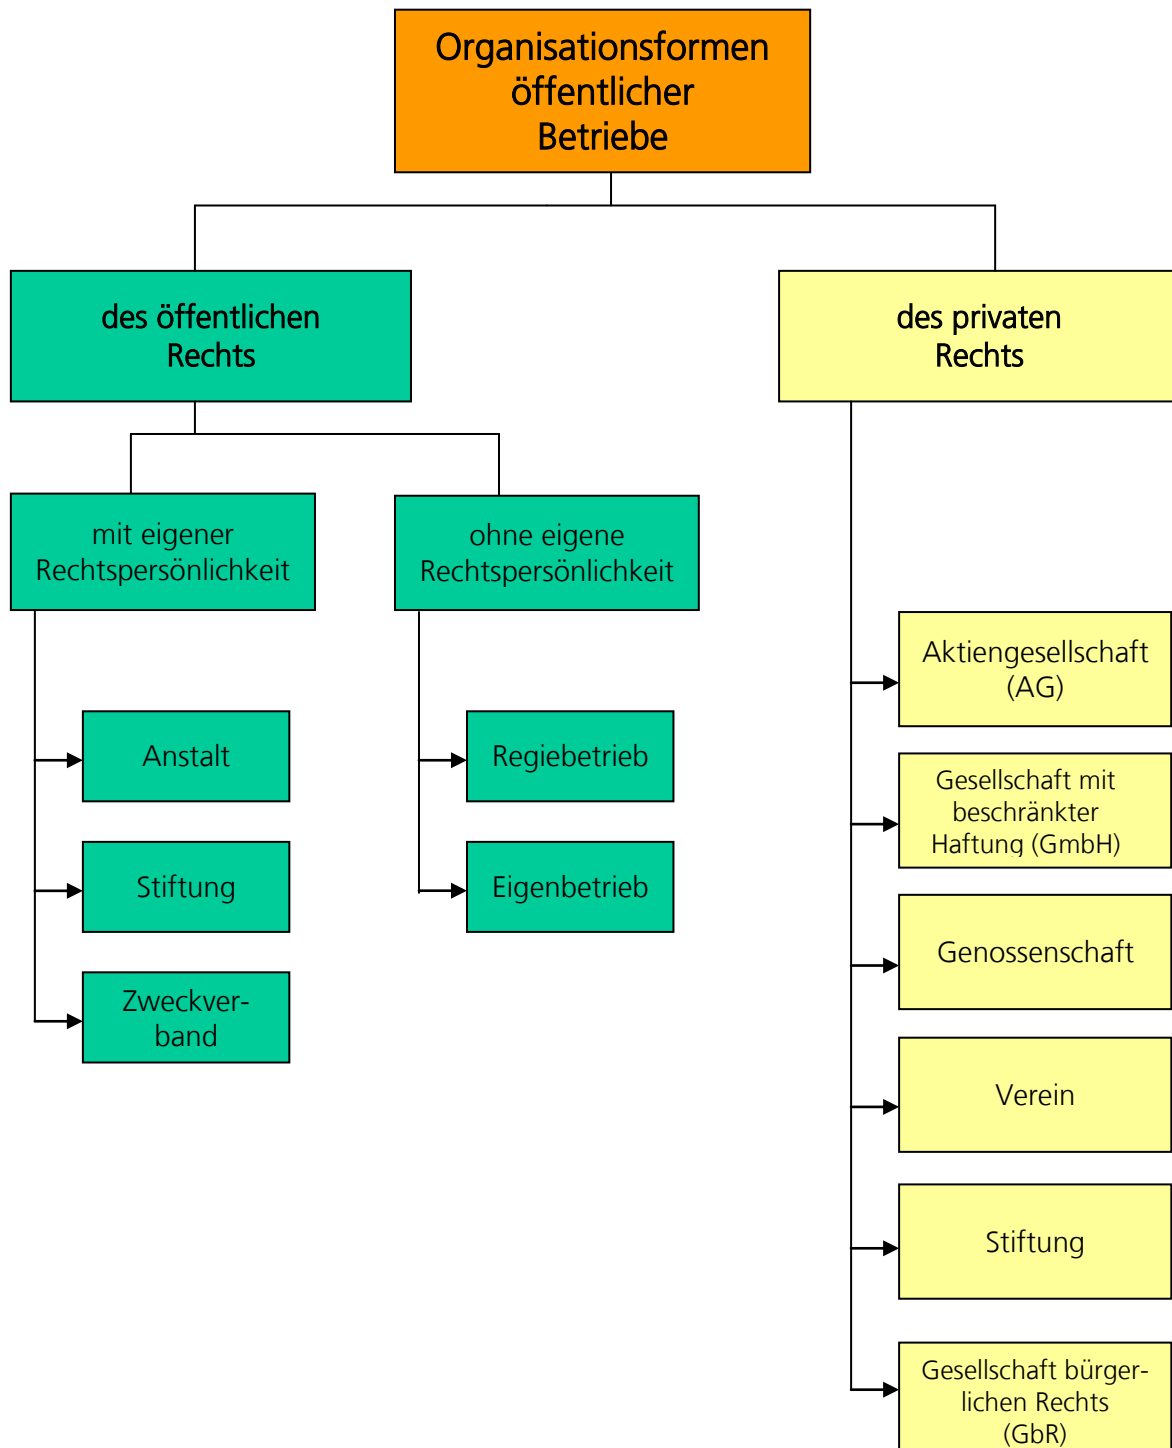 Organisationsformen
öffentlicher
Betriebe
des öffentlichen
Rechts
des privaten
Rechts
mit eigener
Rechtspersönlichkeit
ohne eigene
Rechtspersönlichkeit
Anstalt
Stiftung
Zweckver-
band
Regiebetrieb
Eigenbetrieb
Aktiengesellschaft
(AG)
Gesellschaft mit
beschränkter
Haftung (GmbH)
Genossenschaft
Verein
Stiftung
Gesellschaft bürger-
lichen Rechts
(GbR)